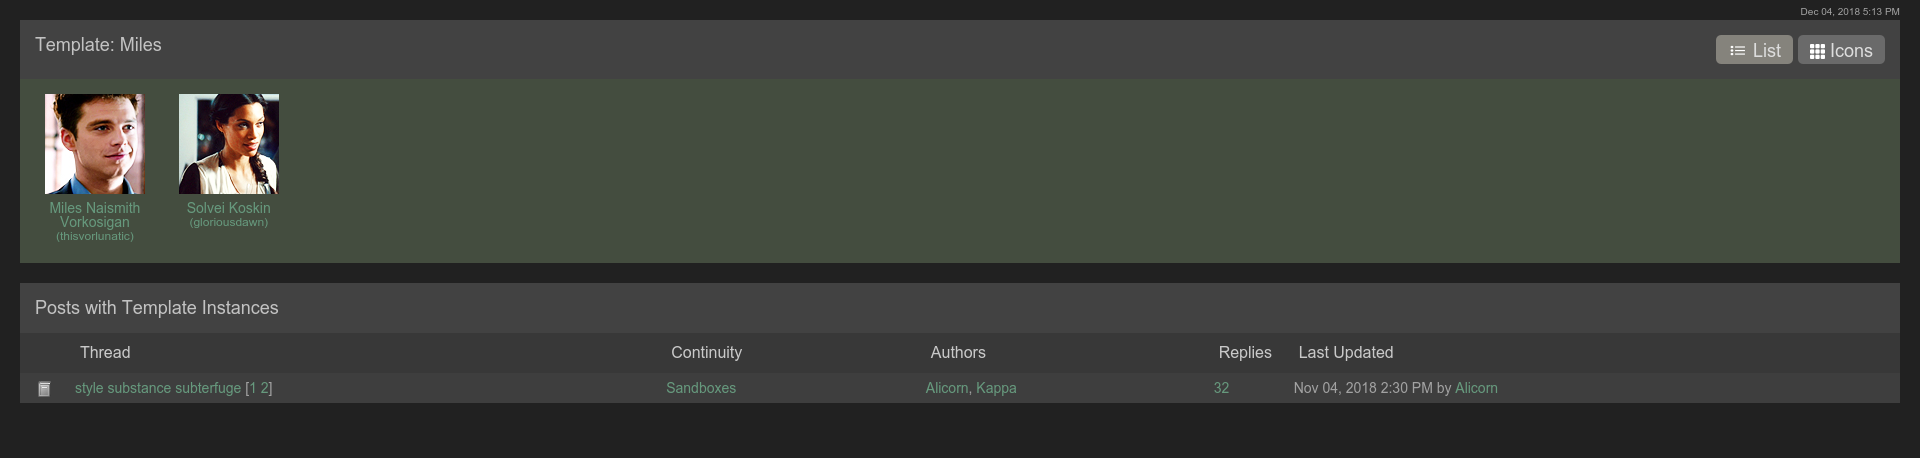 Dec 04, 2018 5:13 PM
Template: Miles
List Icons
Miles Naismith
Vorkosigan
(thisvorlunatic)
Solvei Koskin
(gloriousdawn)
Posts with Template Instances
Thread Continuity Authors Replies Last Updated
style substance subterfuge [1 2] Sandboxes Alicorn, Kappa 32 Nov 04, 2018 2:30 PM by Alicorn